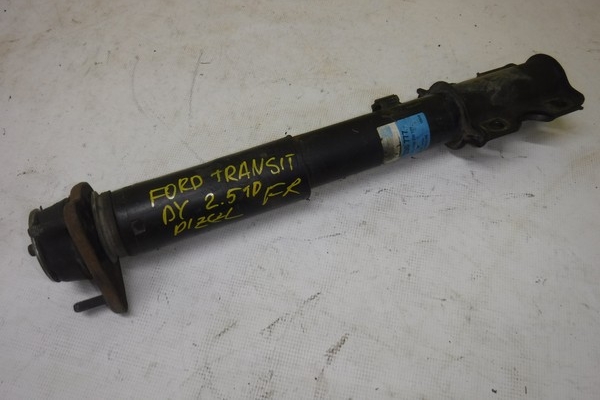 FORD TRANSIT
DY 2.5TD FR
DIZEL